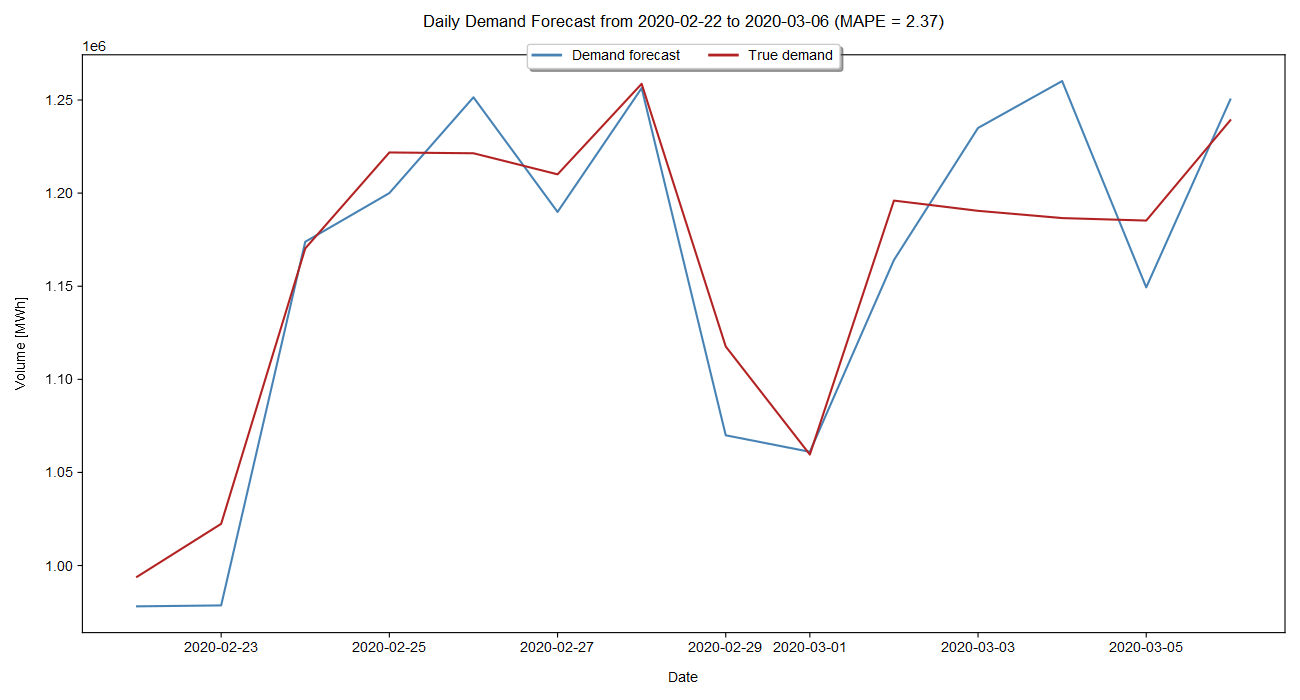 Daily Demand Forecast from 2020-02-22 to 2020-03-06 (MAPE = 2.37)
1e6
Demand forecast
True demand
1.25
1.20
1.15
1.10
1.05
1.00
Volume [MWh]
2020-02-23 2020-02-25 2020-02-27 2020-02-29 2020-03-01 2020-03-03 2020-03-05
Date